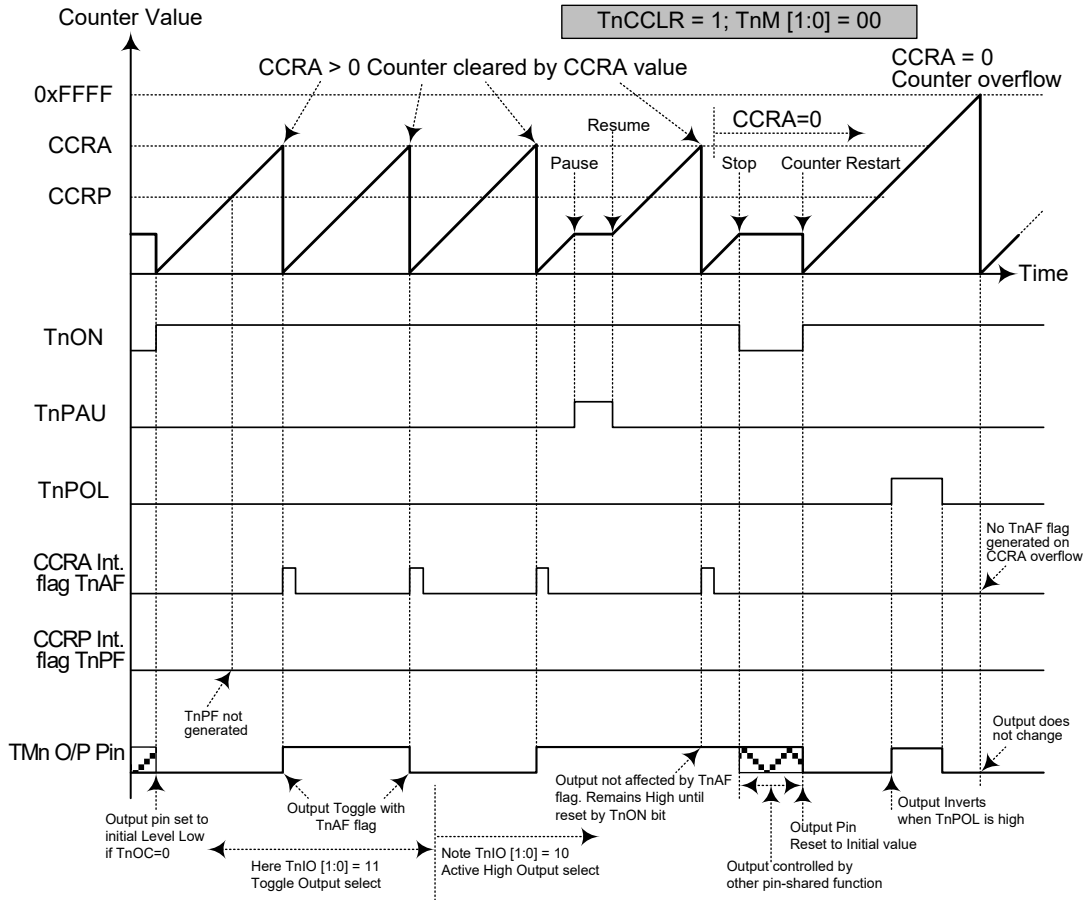 Counter Value
TnCCLR = 1; TnM [1:0] = 00
CCRA > 0 Counter cleared by CCRA value
CCRA = 0
Counter overflow
0xFFFF
CCRA=0
Resume
CCRA
Pause
Stop
Counter Restart
CCRP
Time
TnON
TnPAU
TnPOL
No TnAF flag
generated on
CCRA overflow
CCRA Int.
flag TnAF
CCRP Int.
flag TnPF
TnPF not
generated
Output does
not change
TMn O/P Pin
Output not affected by TnAF
flag. Remains High until
reset by TnON bit
Output Toggle with
TnAF flag
Output Inverts
when TnPOL is high
Output pin set to
initial Level Low
if TnOC=0
Output Pin
Reset to Initial value
Here TnIO [1:0] = 11
Toggle Output select
Note TnIO [1:0] = 10
Active High Output select
Output controlled by
other pin-shared function